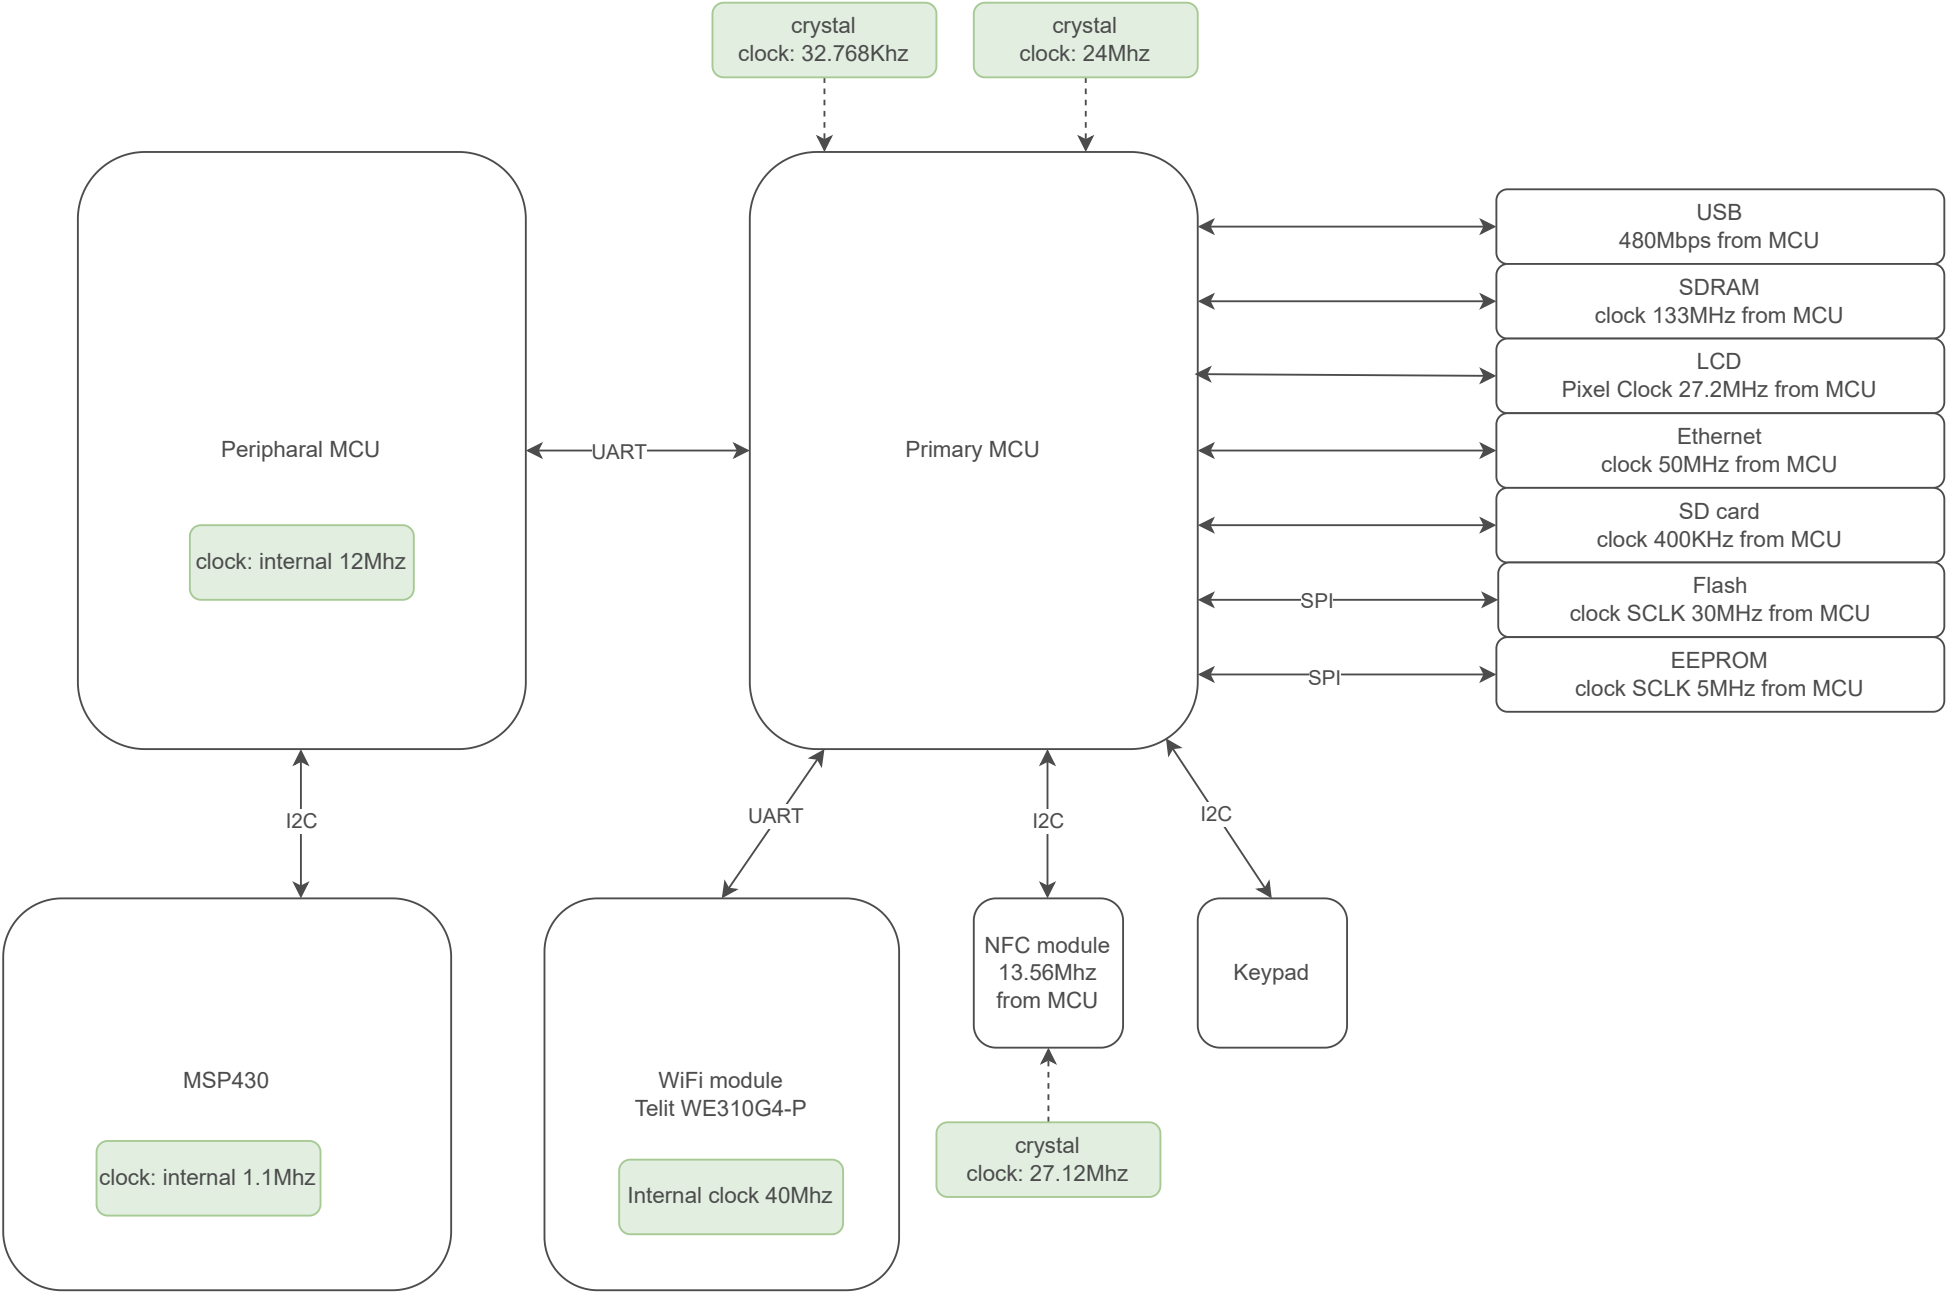 crystal
clock: 32.768Khz
crystal
clock: 24Mhz
USB
480Mbps from MCU
SDRAM
clock 133MHz from MCU
LCD
Pixel Clock 27.2MHz from MCU
Peripharal MCU
UART
Primary MCU
Ethernet
clock 50MHz from MCU
SD card
clock 400KHz from MCU
clock: internal 12Mhz
SPI
Flash
clock SCLK 30MHz from MCU
SPI
EEPROM
clock SCLK 5MHz from MCU
I2C
UART
I2C
I2C
NFC module
13.56Mhz
from MCU
Keypad
MSP430
WiFi module
Telit WE310G4-P
clock: internal 1.1Mhz
Internal clock 40Mhz
crystal
clock: 27.12Mhz